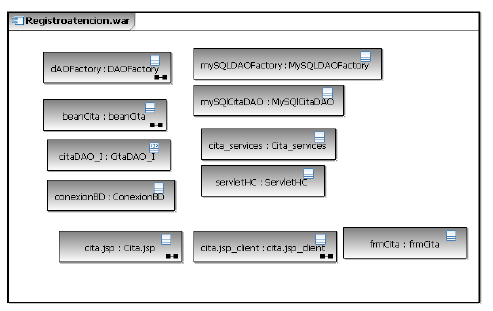 Registroatencion.war
dAOFactory : DAOFactory
mySQLDAOFactory : MySQLDAOFactory
beanCita : beanCita
mySQlCitaDAO : MySQlCitaDAO
citaDAO_I : CitaDAO_I
cita_services : Cita_services
conexionBD : ConexionBD
servletHC : ServletHC
cita.jsp : Cita.jsp
cita.jsp_client : cita.jsp_client
frmCita : frmCita